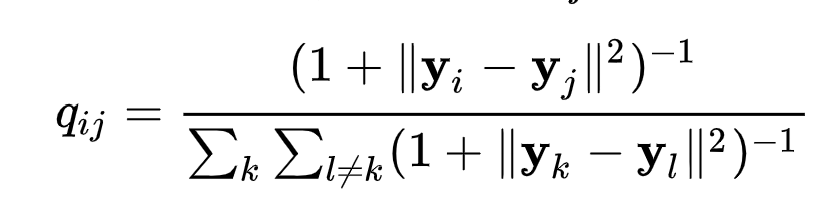 q_{ij} = \frac{(1 + \|\mathbf{y}_i - \mathbf{y}_j\|^2)^{-1}}{\sum_k \sum_{l \neq k} (1 + \|\mathbf{y}_k - \mathbf{y}_l\|^2)^{-1}}